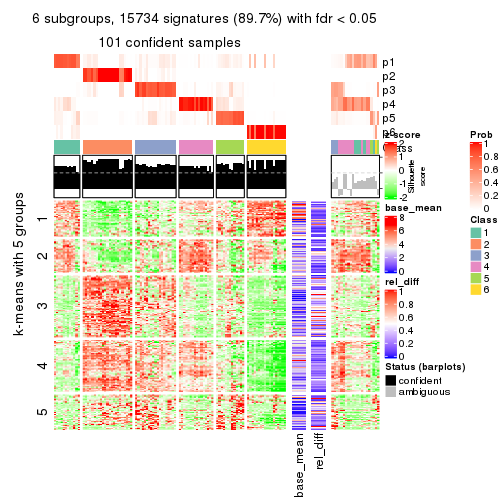 6 subgroups, 15734 signatures (89.7%) with fdr < 0.05
101 confident samples
p1
p2
p3
p4
p5
p6
Class
Silhouette
score
k-means with 5 groups
1
2
3
4
5
base_mean
rel_diff
z-score
2
1
0
-1
-2
base_mean
8
6
4
2
0
rel_diff
1
0.8
0.6
0.4
0.2
0
Status (barplots)
confident
ambiguous
Prob
1
0.8
0.6
0.4
0.2
0
Class
1
2
3
4
5
6